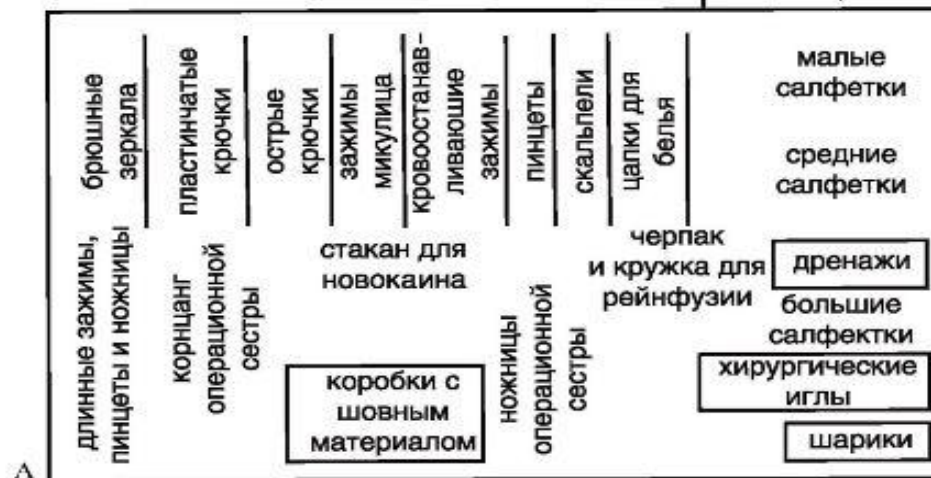 брюшные
зеркала
пластинчатые
крючки
острые
крючки
зажимы
микулица
кровоостанав-
ливаюшие
зажимы
пинцеты
скальпели
цапки для
белья
малые
салфетки
средние
салфетки
длинные зажимы,
пинцеты и ножницы
корнцанг
операционной
сестры
стакан для
новокаина
коробки с
шовным
материалом
ножницы
операционной
сестры
черпак
и кружка для
рейнфузии
дренажи
большие
салфектки
хирургические
иглы
шарики
А